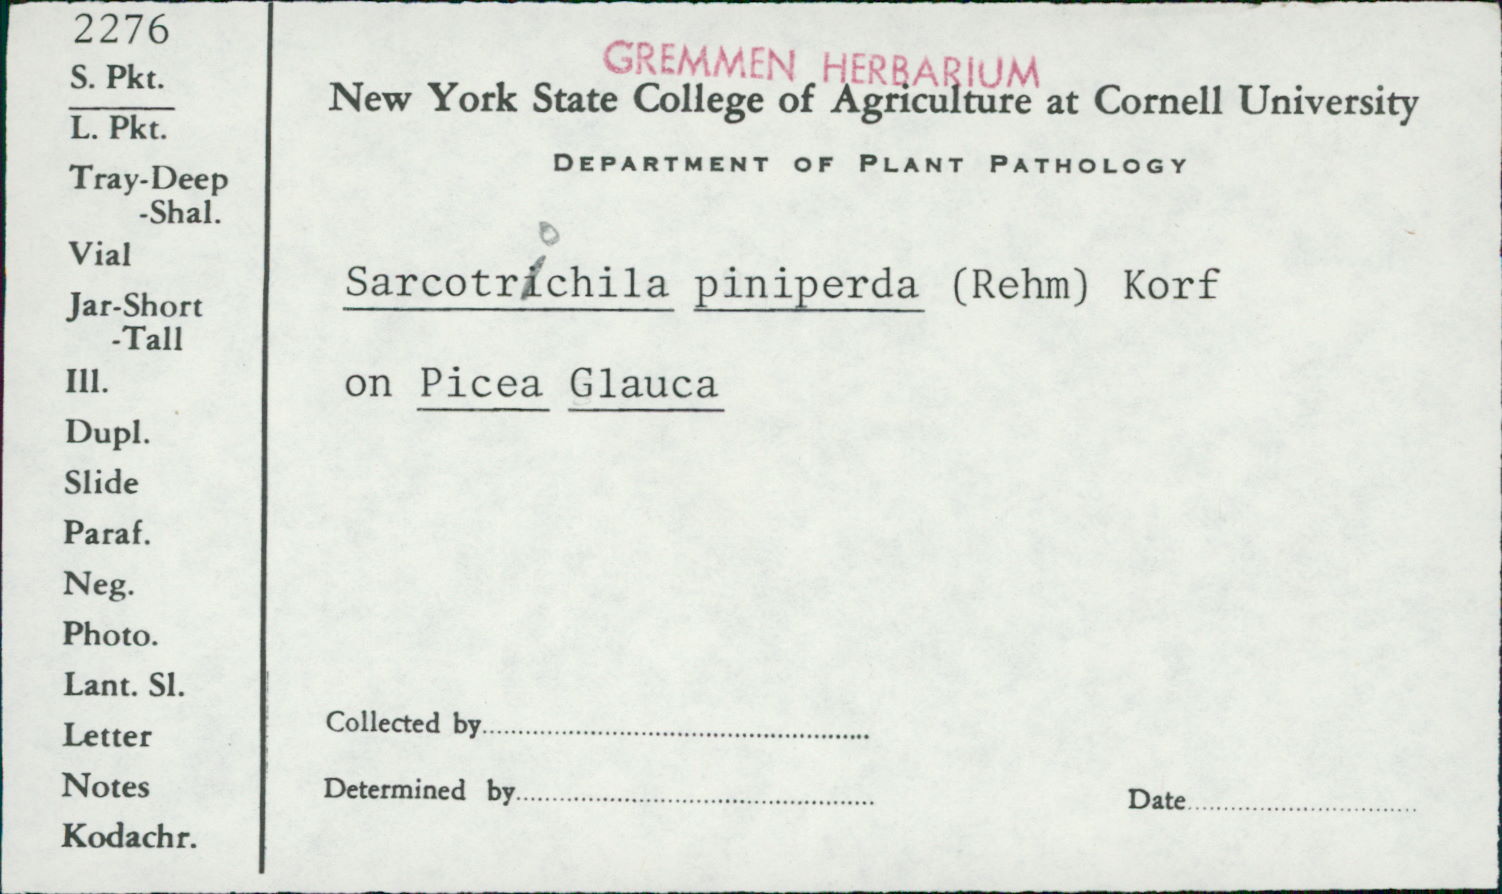 2276
S. Pkt.
L. Pkt.
Tray-Deep
-Shal.
Vial
Jar-Short
-Tall
Ill.
Dupl.
Slide
Paraf.
Neg.
Photo.
Lant. Sl.
Letter
Notes
Kodachr.
GREMMEN HERBARIUM
New York State College of Agriculture at Cornell University
DEPARTMENT OF PLANT PATHOLOGY
o
Sarcotrichila piniperda (Rehm) Korf
on Picea Glauca
Collected by
Determined by
Date